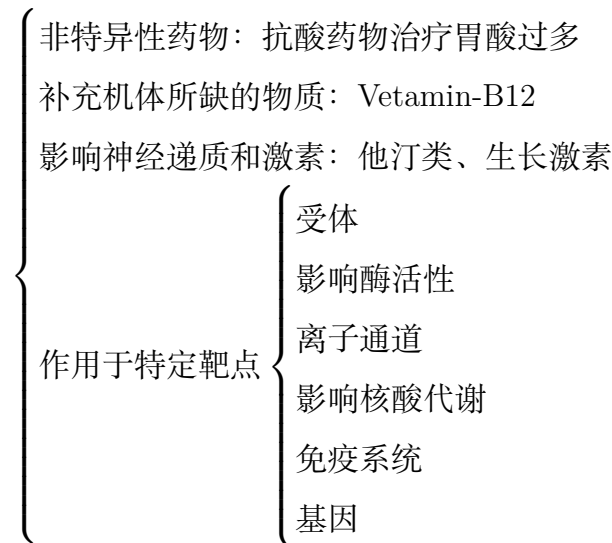 非特异性药物：抗酸药物治疗胃酸过多
补充机体所缺的物质：Vetamin-B12
影响神经递质和激素：他汀类、生长激素
作用于特定靶点
受体
影响酶活性
离子通道
影响核酸代谢
免疫系统
基因